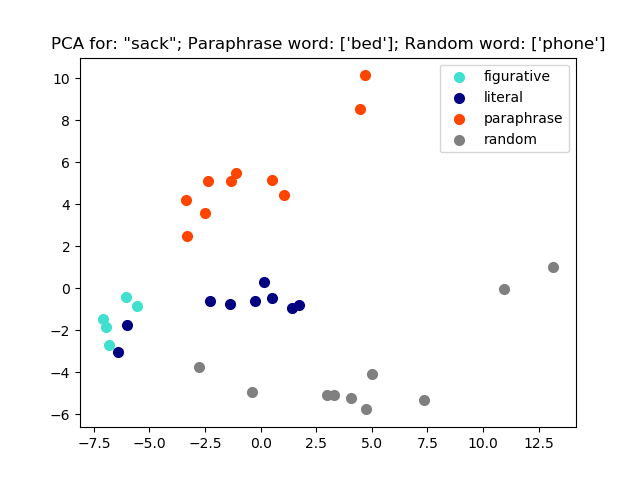 PCA for: "sack"; Paraphrase word: ['bed']; Random word: ['phone']
figurative
literal
paraphrase
random
10
8
6
4
2
0
−2
−4
−6
−7.5 −5.0 −2.5 0.0 2.5 5.0 7.5 10.0 12.5